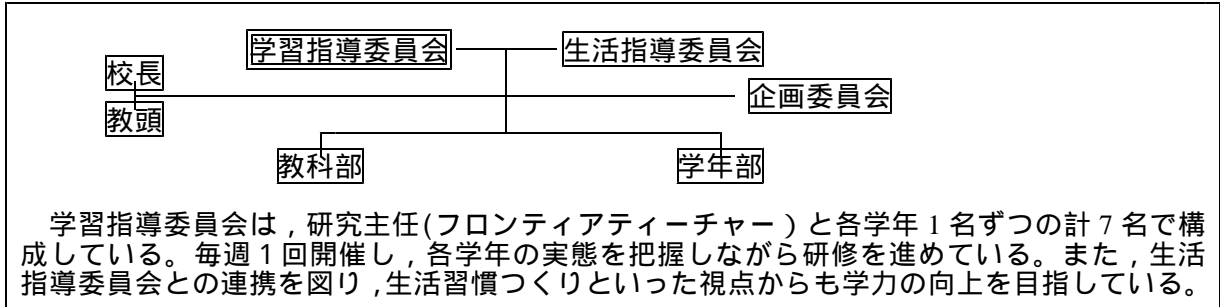 学習指導委員会 生活指導委員会
校長
企画委員会
教頭
教科部 学年部
学習指導委員会は，研究主任(フロンティアティーチャー）と各学年１名ずつの計７名で構
成している。毎週１回開催し，各学年の実態を把握しながら研修を進めている。また，生活
指導委員会との連携を図り，生活習慣つくりといった視点からも学力の向上を目指している。